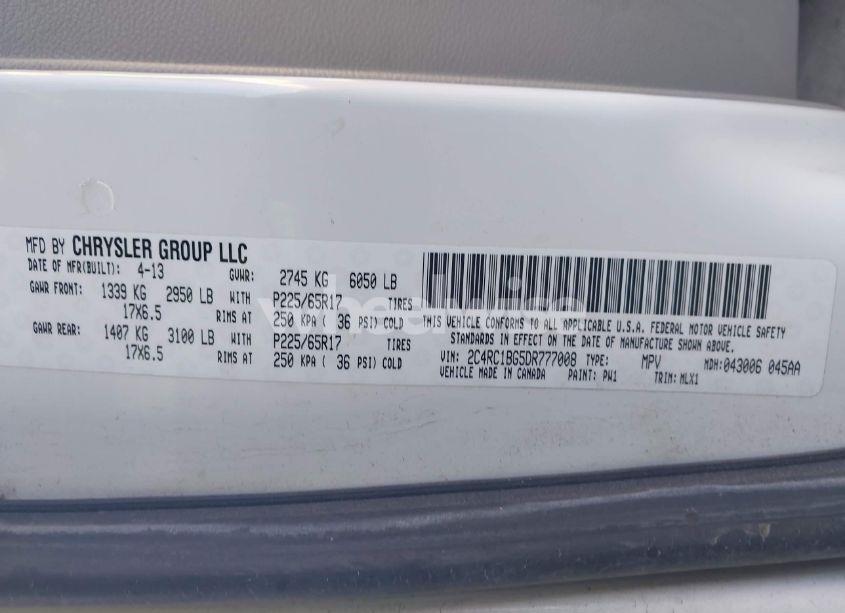 MFD BY CHRYSLER GROUP LLC
DATE OF MFR(BUILT): 4-13 GVWR: 2745 KG 6050 LB
GAWR FRONT: 1339 KG 2950 LB WITH P225/65R17 TIRES
17X6.5 RIMS AT 250 KPA ( 36 PSI) COLD
GAWR REAR: 1407 KG 3100 LB WITH P225/65R17 TIRES
17X6.5 RIMS AT 250 KPA ( 36 PSI) COLD
THIS VEHICLE CONFORMS TO ALL APPLICABLE U.S.A. FEDERAL MOTOR VEHICLE SAFETY
STANDARDS IN EFFECT ON THE DATE OF MANUFACTURE SHOWN ABOVE.
VIN: 2C4RC1BG5DR777008 TYPE: MPV MDH:043006 045AA
VEHICLE MADE IN CANADA PAINT: PW1 TRIM: MLX1